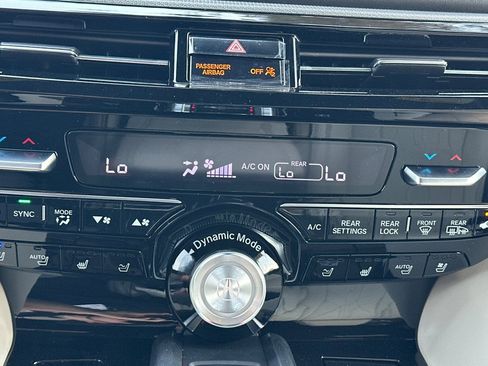 PASSENGER
AIRBAG OFF
REAR
Lo A/C ON Lo Lo
SYNC MODE A/C REAR SETTINGS REAR LOCK FRONT REAR
Dynamic Mode
AUTO AUTO